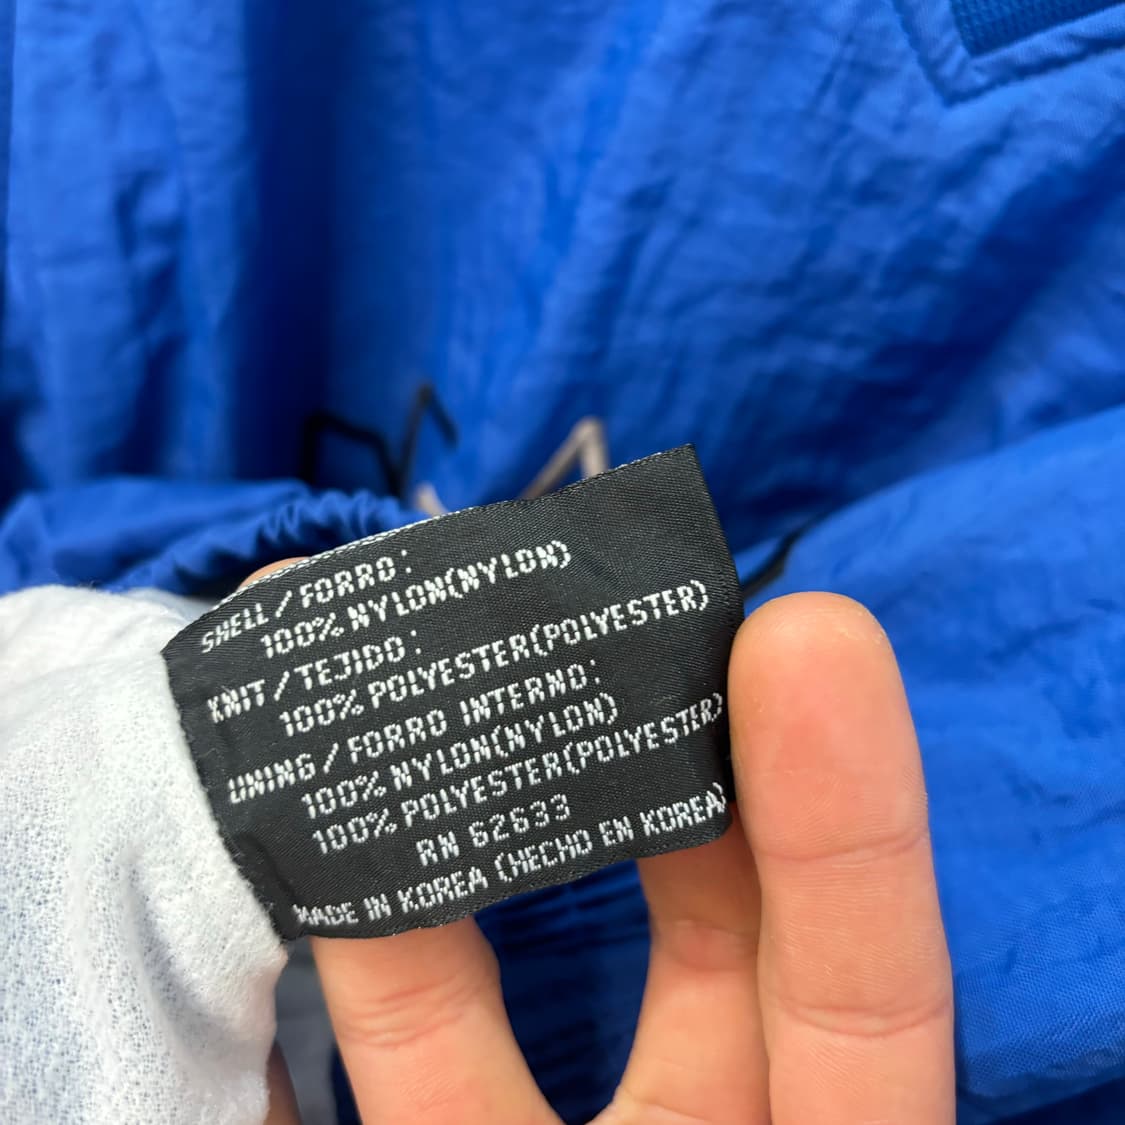 SHELL/FORRO:
100% NYLON(NYLON)
KNIT/TEJIDO:
100% POLYESTER(POLYESTER)
LINING/FORRO INTERNO:
100% NYLON(NYLON)
100% POLYESTER(POLYESTER)
RN 62633
MADE IN KOREA (HECHO EN KOREA)